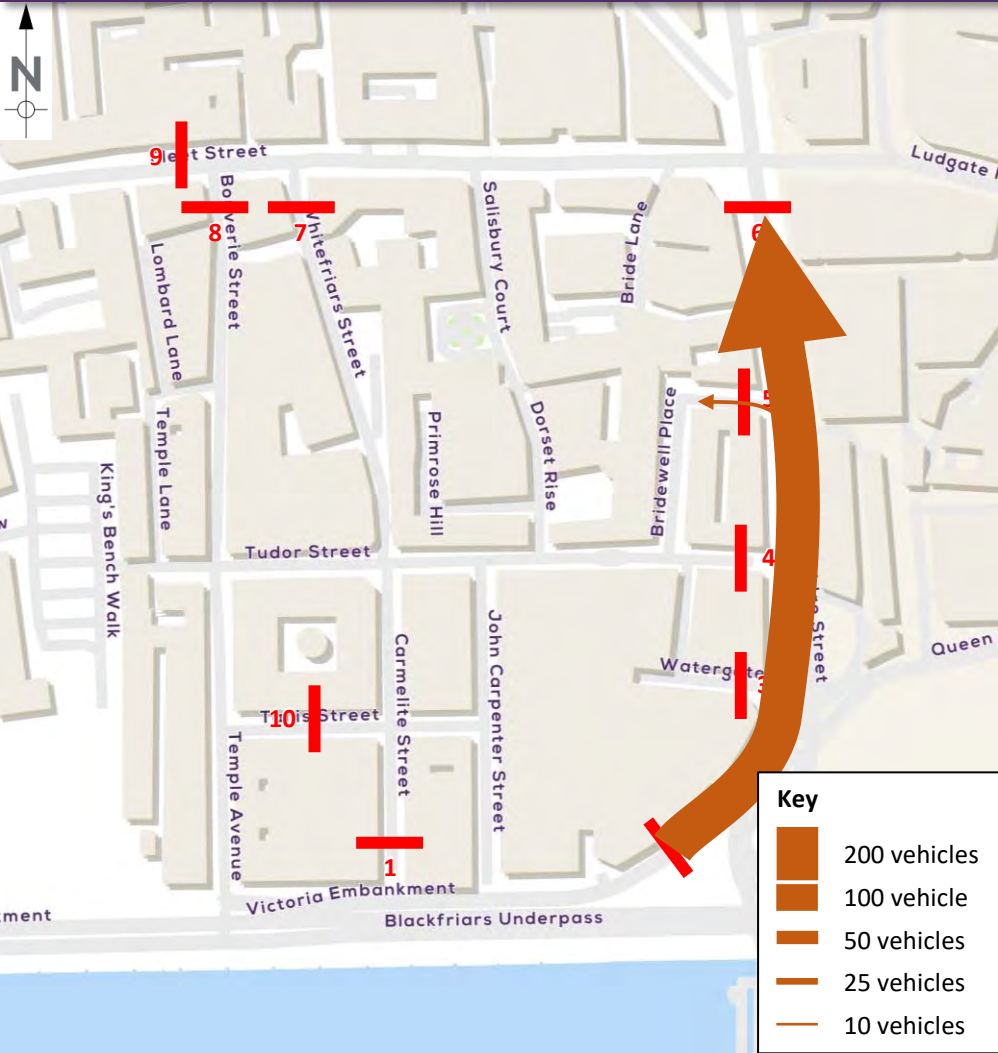 N
9
Fleet Street
Ludgate
8
7
6
Bouverie Street
Whitefriars Street
Salisbury Court
Bride Lane
Lombard Lane
5
Temple Lane
Primrose Hill
Dorset Rise
Bridewell Place
King's Bench Walk
Tudor Street
4
Street
Carmelite Street
John Carpenter Street
Queen
Watergate
3
10
Street
Temple Avenue
1
Victoria Embankment
Blackfriars Underpass
Key
200 vehicles
100 vehicle
50 vehicles
25 vehicles
10 vehicles